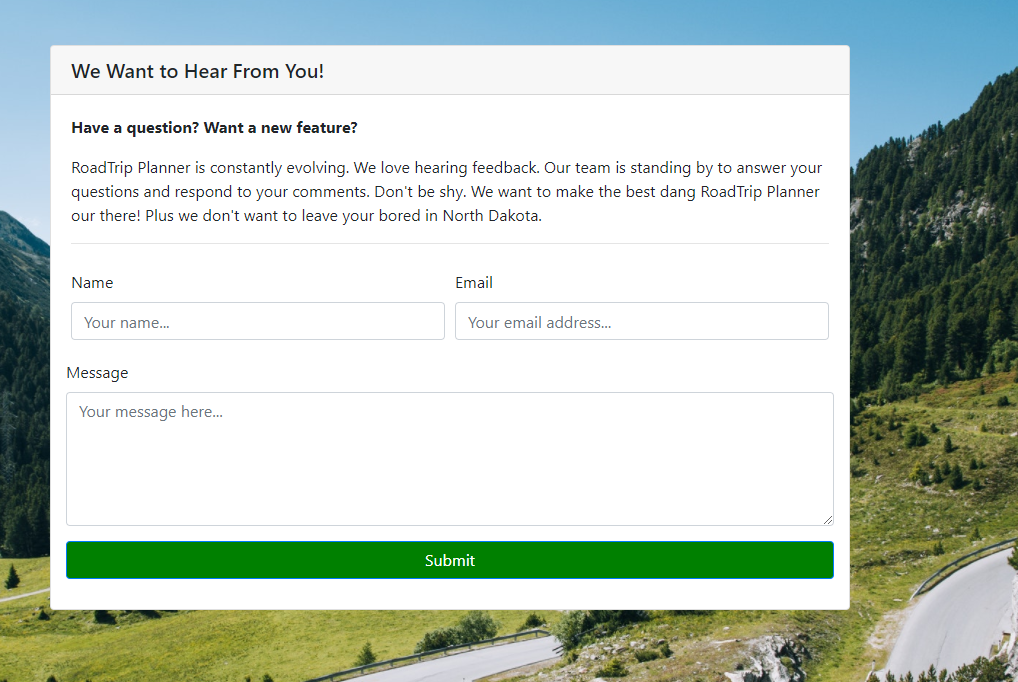 We Want to Hear From You!
Have a question? Want a new feature?
RoadTrip Planner is constantly evolving. We love hearing feedback. Our team is standing by to answer your
questions and respond to your comments. Don't be shy. We want to make the best dang RoadTrip Planner
our there! Plus we don't want to leave your bored in North Dakota.
Name Email
Your name... Your email address...
Message
Your message here...
Submit